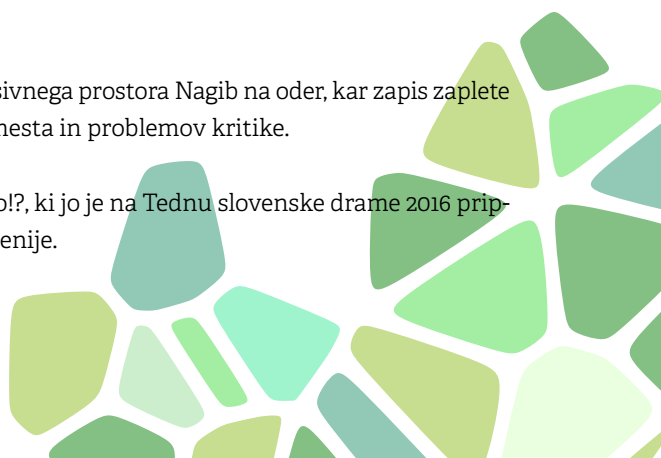 sivnega prostora Nagib na oder, kar zapis zaplete
mesta in problemov kritike.
o!?, ki jo je na Tednu slovenske drame 2016 prip-
enije.